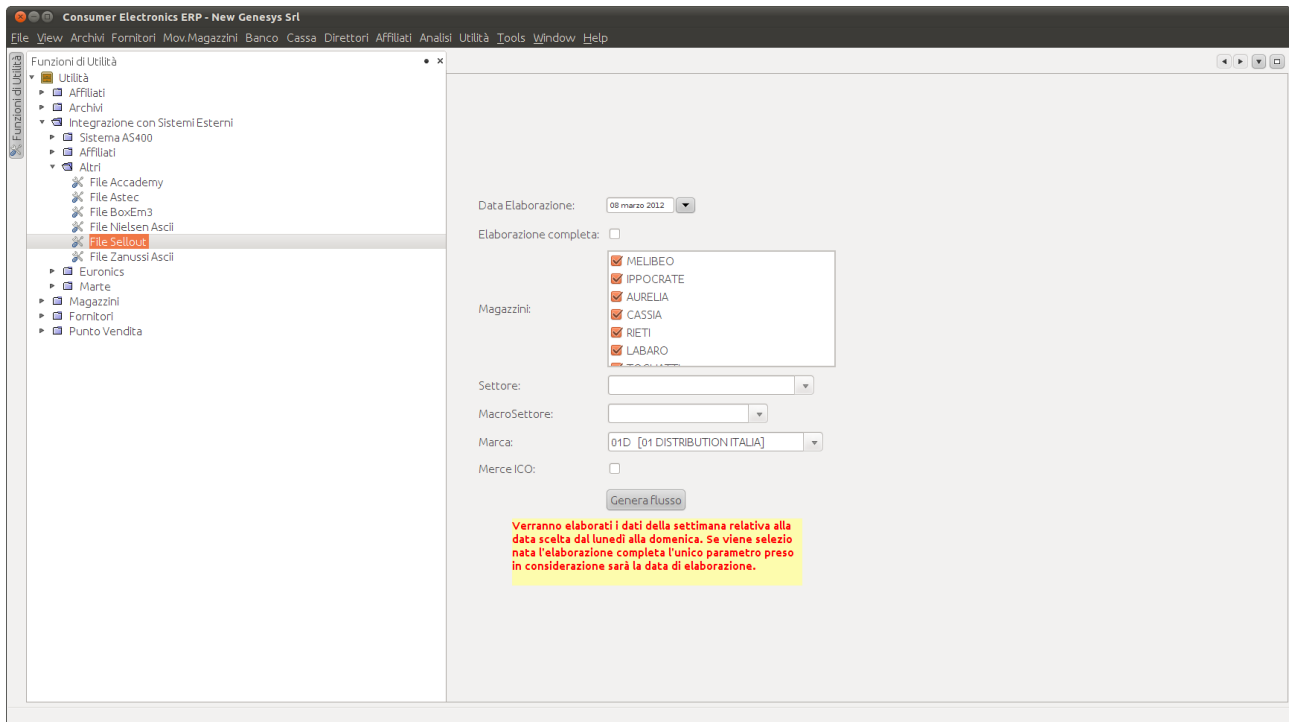 Consumer Electronics ERP - New Genesys Srl
File View Archivi Fornitori Mov.Magazzini Banco Cassa Direttori Affiliati Analisi Utilità Tools Window Help
Funzioni di Utilità
Funzioni di Utilità
Utilità
Affiliati
Archivi
Integrazione con Sistemi Esterni
Sistema AS400
Affiliati
Altri
File Accademy
File Astec
File BoxEm3
File Nielsen Ascii
File Sellout
File Zanussi Ascii
Euronics
Marte
Magazzini
Fornitori
Punto Vendita
Data Elaborazione: 08 marzo 2012
Elaborazione completa:
Magazzini:
MELIBEO
IPPOCRATE
AURELIA
CASSIA
RIETI
LABARO
Settore:
MacroSettore:
Marca: 01D [01 DISTRIBUTION ITALIA]
Merce ICO:
Genera flusso
Verranno elaborati i dati della settimana relativa alla
data scelta dal lunedì alla domenica. Se viene selezio
nata l'elaborazione completa l'unico parametro preso
in considerazione sarà la data di elaborazione.